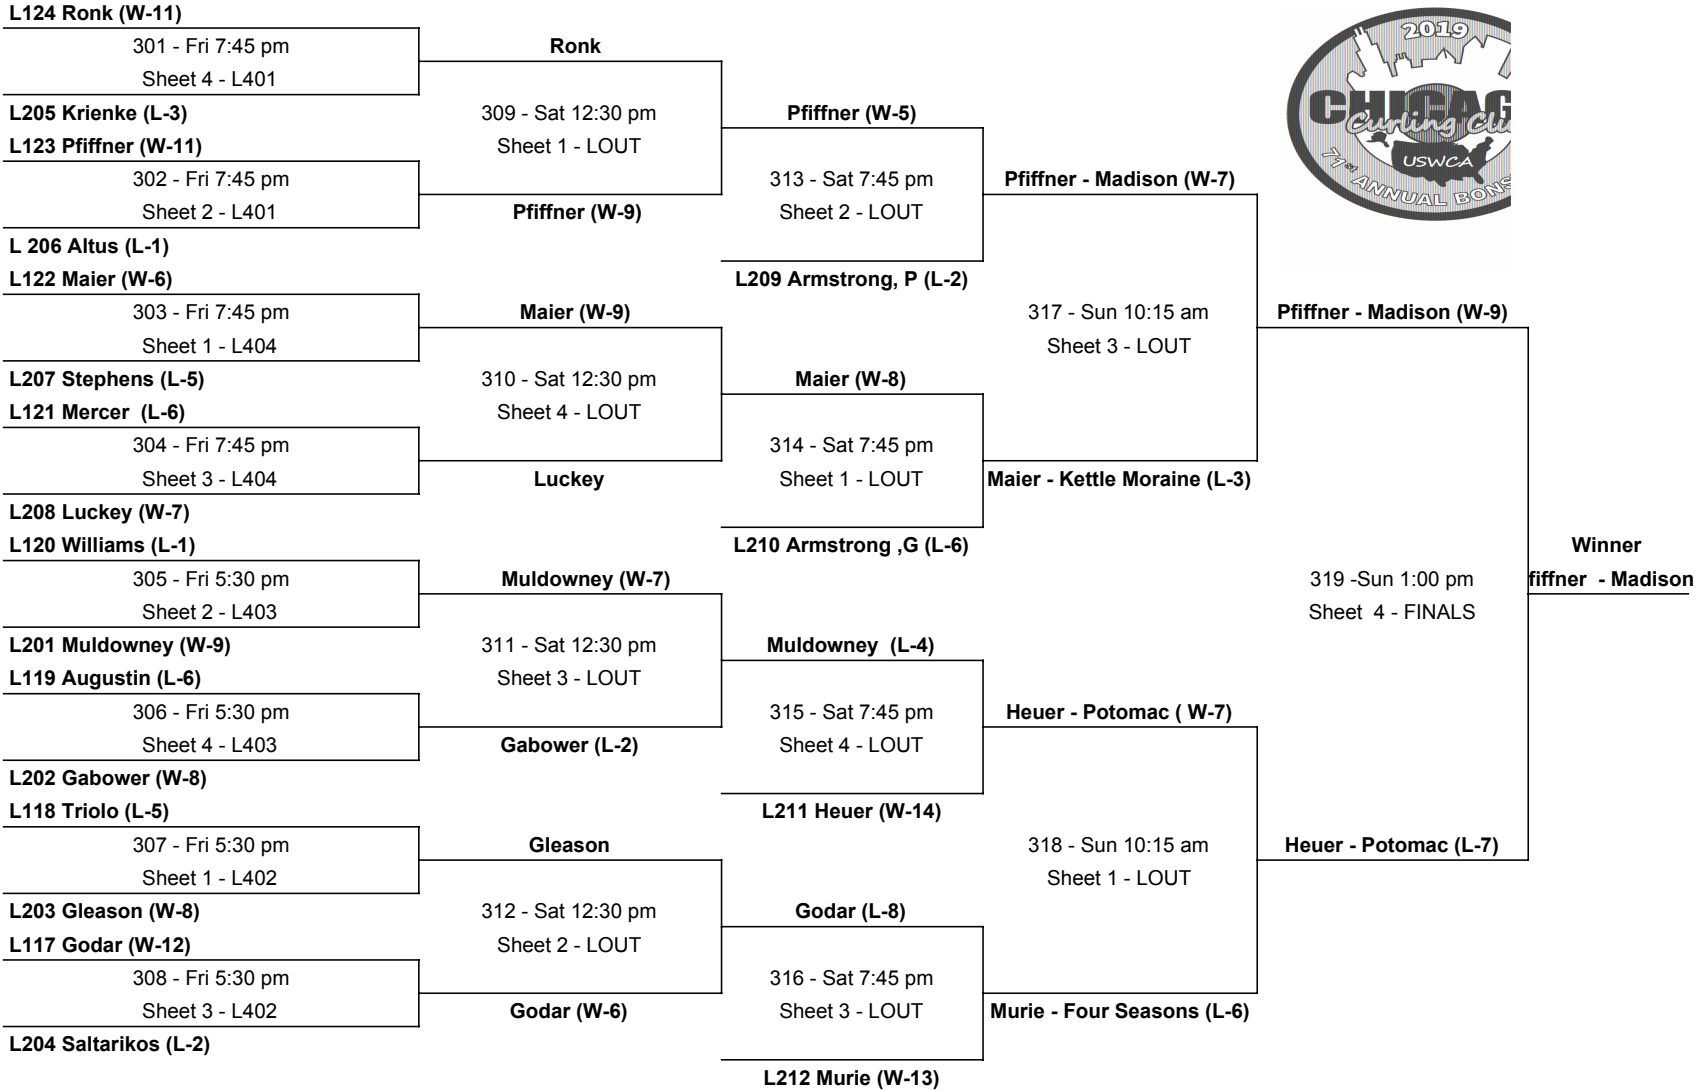 L124 Ronk (W-11)
301 - Fri 7:45 pm
Sheet 4 - L401
L205 Krienke (L-3)
L123 Pfiffner (W-11)
302 - Fri 7:45 pm
Sheet 2 - L401
L 206 Altus (L-1)
L122 Maier (W-6)
303 - Fri 7:45 pm
Sheet 1 - L404
L207 Stephens (L-5)
L121 Mercer  (L-6)
304 - Fri 7:45 pm
Sheet 3 - L404
L208 Luckey (W-7)
L120 Williams (L-1)
305 - Fri 5:30 pm
Sheet 2 - L403
L201 Muldowney (W-9)
L119 Augustin (L-6)
306 - Fri 5:30 pm
Sheet 4 - L403
L202 Gabower (W-8)
L118 Triolo (L-5)
307 - Fri 5:30 pm
Sheet 1 - L402
L203 Gleason (W-8)
L117 Godar (W-12)
308 - Fri 5:30 pm
Sheet 3 - L402
L204 Saltarikos (L-2)
Ronk
309 - Sat 12:30 pm
Sheet 1 - LOUT
Pfiffner (W-9)
Maier (W-9)
310 - Sat 12:30 pm
Sheet 4 - LOUT
Luckey
Muldowney (W-7)
311 - Sat 12:30 pm
Sheet 3 - LOUT
Gabower (L-2)
Gleason
312 - Sat 12:30 pm
Sheet 2 - LOUT
Godar (W-6)
Pfiffner (W-5)
313 - Sat 7:45 pm
Sheet 2 - LOUT
L209 Armstrong, P (L-2)
Maier (W-8)
314 - Sat 7:45 pm
Sheet 1 - LOUT
L210 Armstrong ,G (L-6)
Muldowney  (L-4)
315 - Sat 7:45 pm
Sheet 4 - LOUT
L211 Heuer (W-14)
Godar (L-8)
316 - Sat 7:45 pm
Sheet 3 - LOUT
L212 Murie (W-13)
Pfiffner - Madison (W-7)
317 - Sun 10:15 am
Sheet 3 - LOUT
Maier - Kettle Moraine (L-3)
Heuer - Potomac ( W-7)
318 - Sun 10:15 am
Sheet 1 - LOUT
Murie - Four Seasons (L-6)
2019
CHICAG
Curling Clu
USWCA
71st ANNUAL BONS
Pfiffner - Madison (W-9)
319 -Sun 1:00 pm
Sheet  4 - FINALS
Heuer - Potomac (L-7)
Winner
fiffner  - Madison